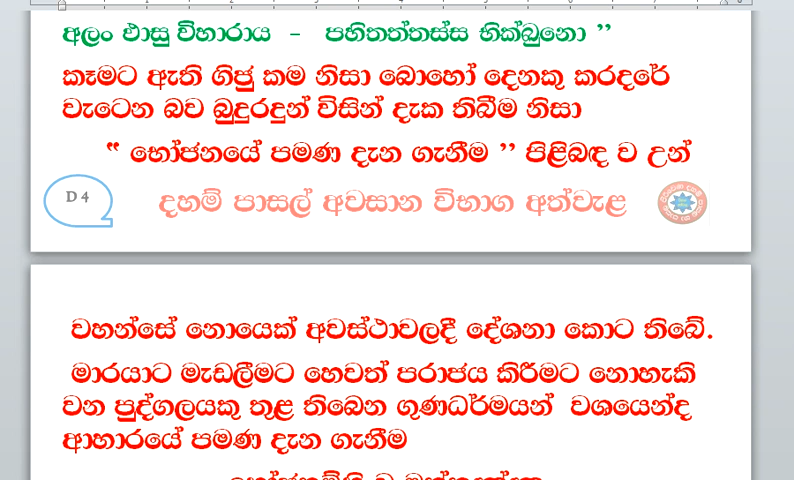 අලං ඵාසු විහාරාය - පහිතත්තස්ස භික්ඛුනො ”
කෑමට ඇති ගිජු කම නිසා බොහෝ දෙනකු කරදරේ
වැටෙන බව බුදුරදුන් විසින් දැක තිබීම නිසා
“ භෝජනයේ පමණ දැන ගැනීම ” පිළිබඳ ව උන්
D 4
දහම් පාසල් අවසාන විභාග අත්වැළ
වහන්සේ නොයෙක් අවස්ථාවලදී දේශනා කොට තිබේ.
මාරයාට මැඩලීමට හෙවත් පරාජය කිරීමට නොහැකි
වන පුද්ගලයකු තුළ තිබෙන ගුණධර්මයන් වශයෙන්ද
ආහාරයේ පමණ දැන ගැනීම